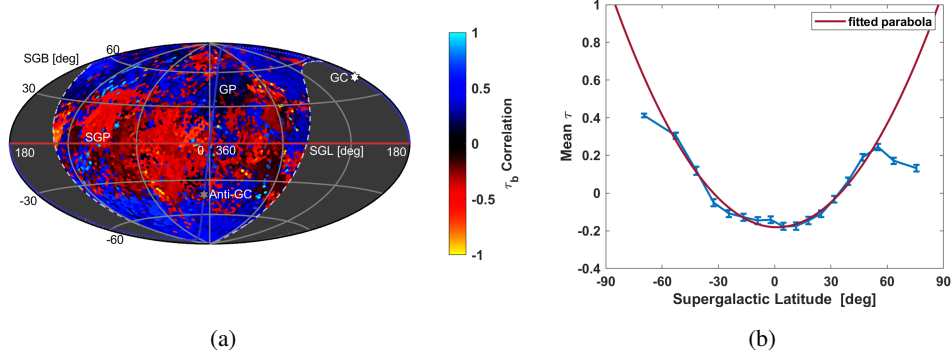 SGB [deg]
60
30
GP
GC
SGP
180
0
360
SGL [deg]
180
-30
Anti-GC
-60
1
0.5
0
-0.5
-1
τb Correlation
(a)
1
0.8
0.6
0.4
0.2
0
-0.2
-0.4
Mean τ
fitted parabola
-90
-60
-30
0
30
60
90
Supergalactic Latitude [deg]
(b)